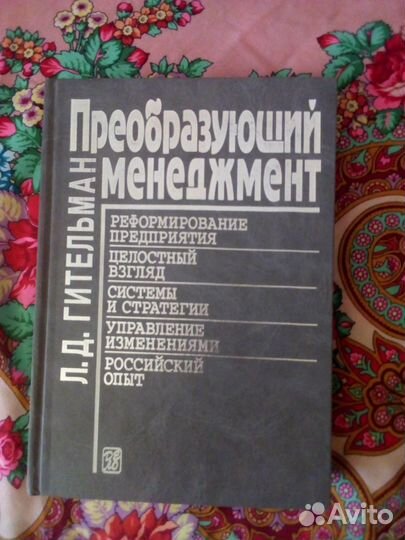 Л. Д. ГИТЕЛЬМАН
Преобразующий
менеджмент
РЕФОРМИРОВАНИЕ
ПРЕДПРИЯТИЯ
ЦЕЛОСТНЫЙ
ВЗГЛЯД
СИСТЕМЫ
И СТРАТЕГИИ
УПРАВЛЕНИЕ
ИЗМЕНЕНИЯМИ
РОССИЙСКИЙ
ОПЫТ
Avito